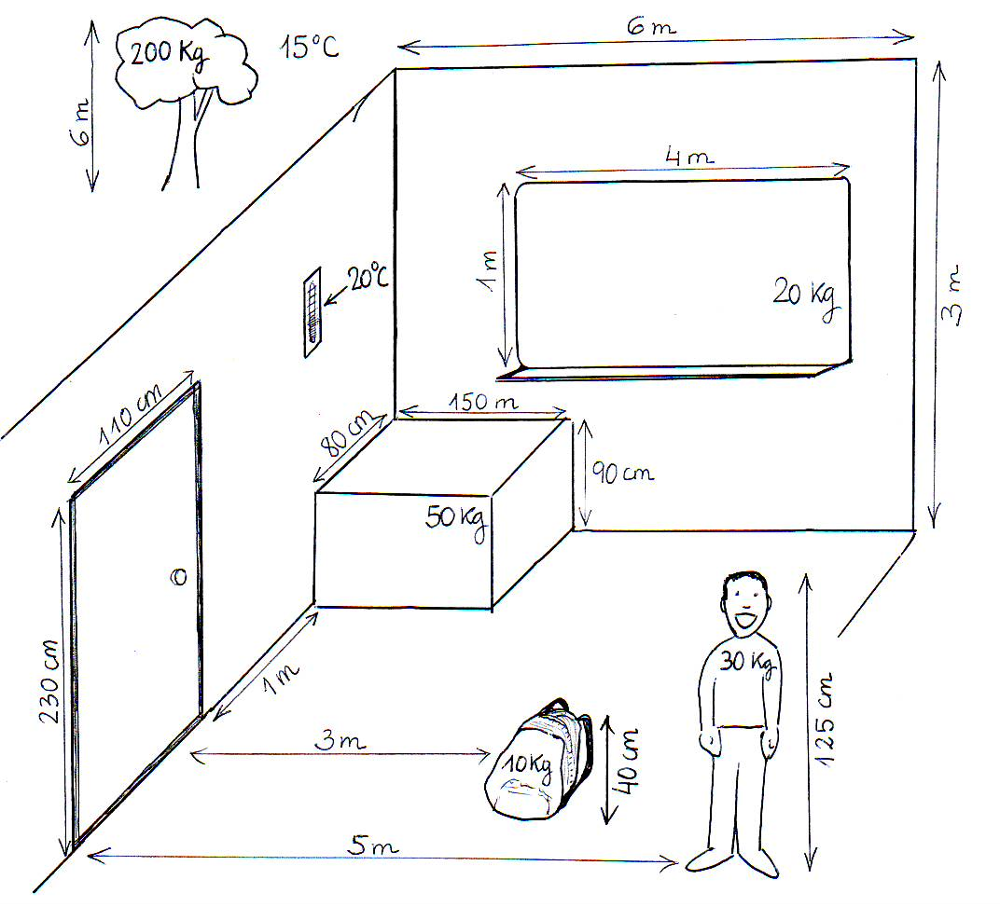 6 m
200 Kg
15°C
6 m
4 m
20°C
1 m
20 Kg
3 m
110 cm
150 m
80 cm
90 cm
50 Kg
230 cm
1 m
30 Kg
3 m
10 Kg
40 cm
125 cm
5 m